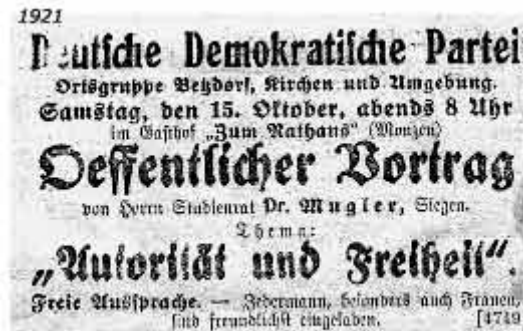 1921
Deutsche Demokratische Partei
Ortsgruppe Betzdorf, Kirchen und Umgebung.
Samstag, den 15. Oktober, abends 8 Uhr
im Gasthof „Zum Rathaus“ (Mouzen)
Oeffentlicher Vortrag
von Herrn Studienrat Dr. Mugler, Siegen.
Thema:
„Autorität und Freiheit“.
Freie Aussprache. — Jedermann, besonders auch Frauen,
sind freundlichst eingeladen. [4749